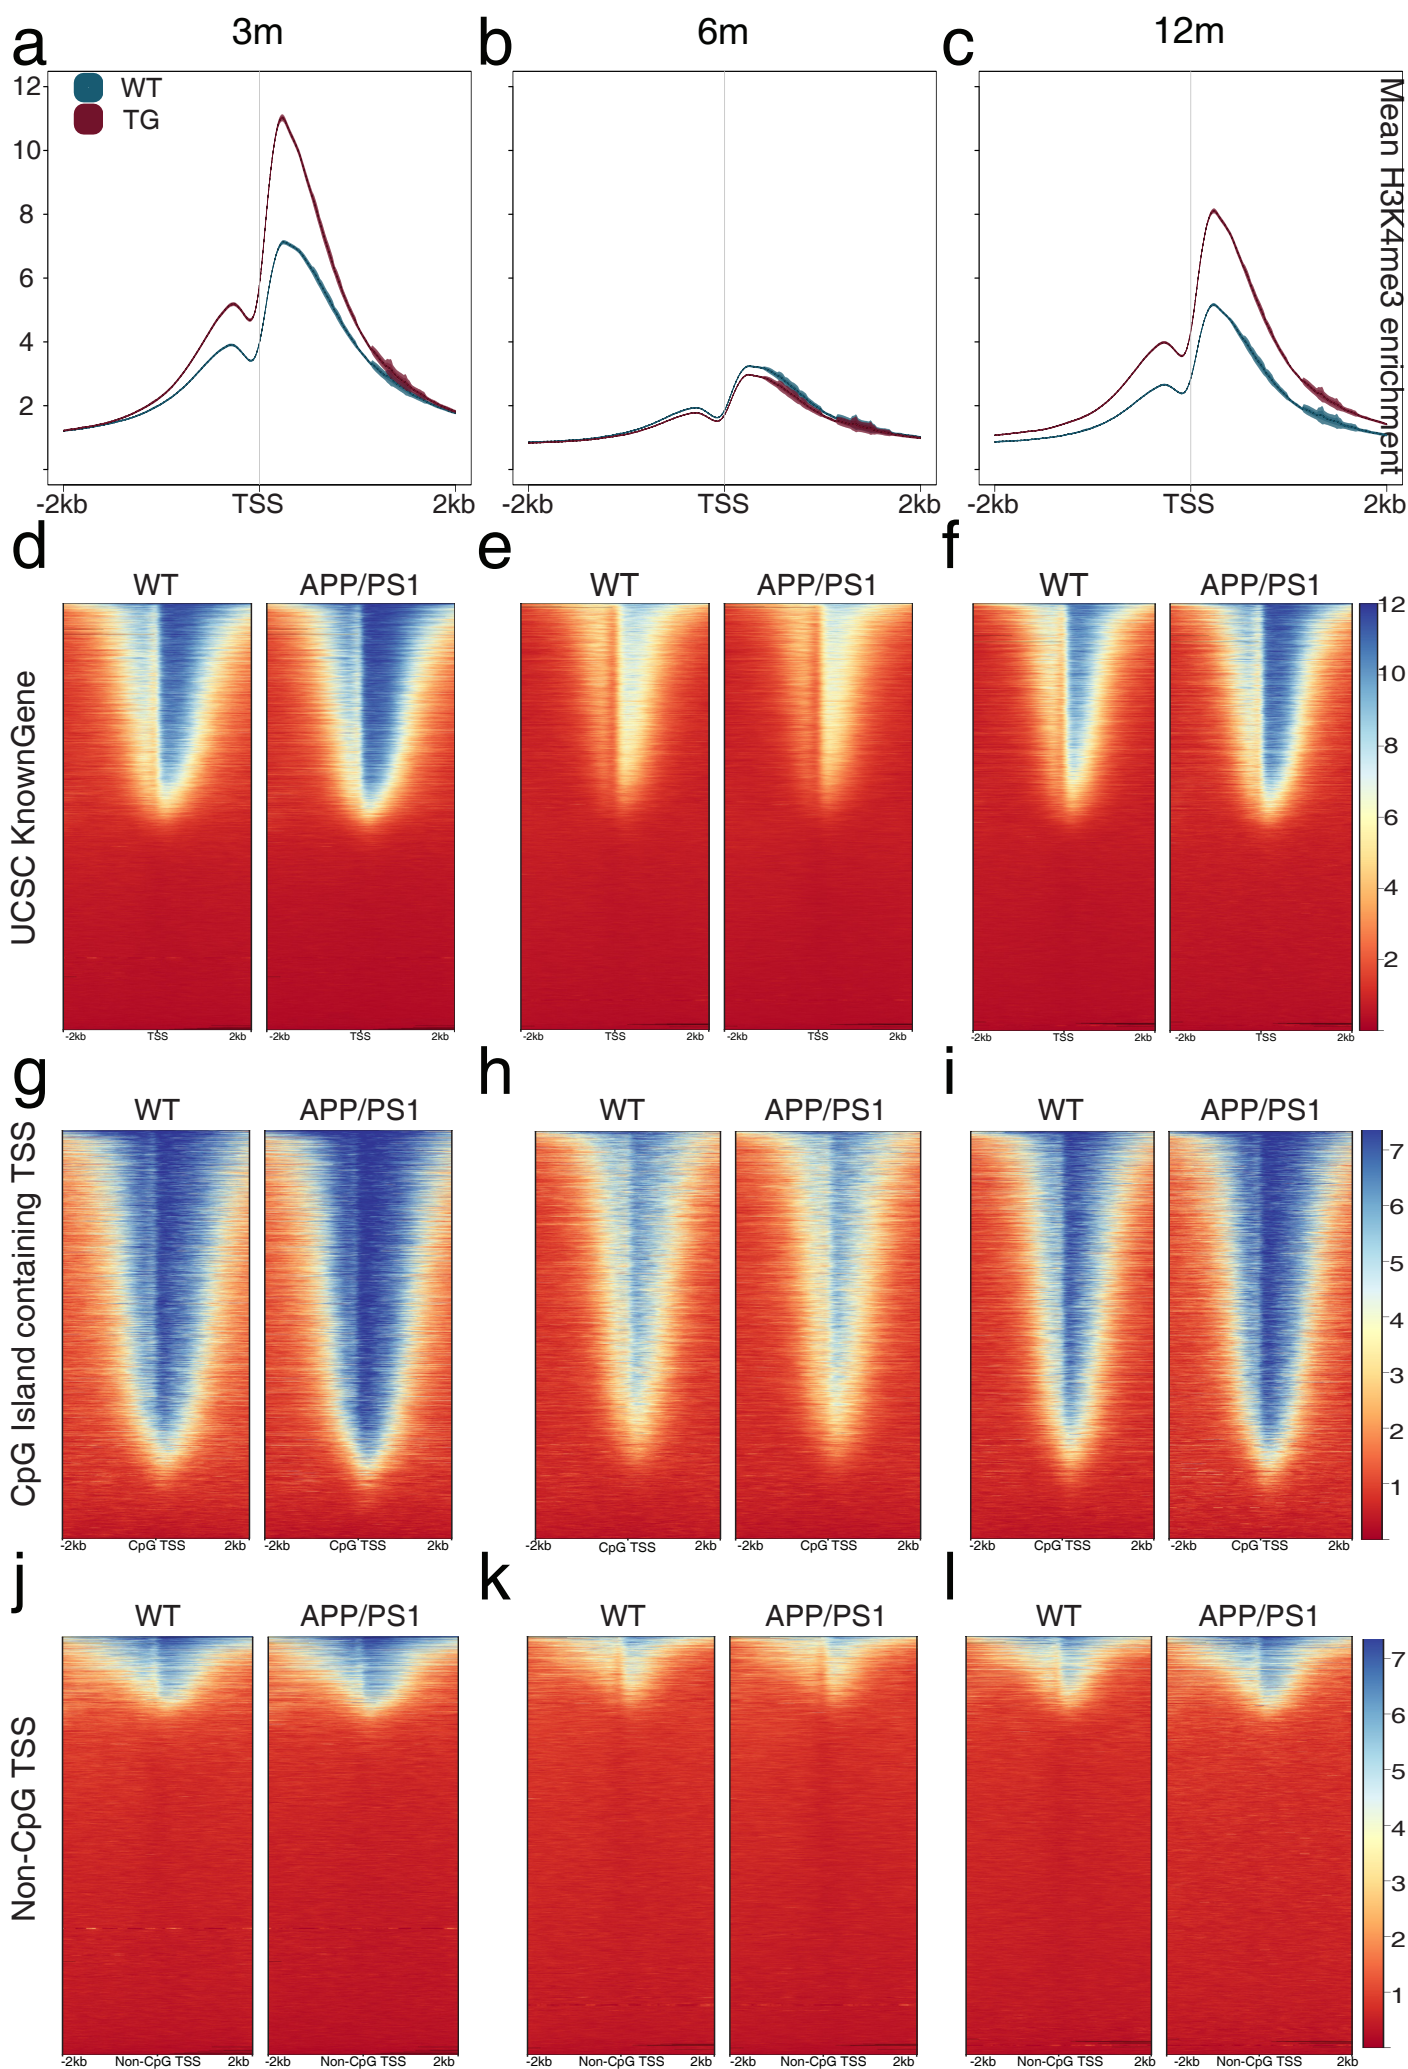 a
3m
b
6m
c
12m
WT
TG
12
10
8
6
4
2
Mean H3K4me3 enrichment
-2kb TSS 2kb
-2kb TSS 2kb
-2kb TSS 2kb
d
WT APP/PS1
e
WT APP/PS1
f
WT APP/PS1
UCSC KnownGene
12
10
8
6
4
2
-2kb TSS 2kb
-2kb TSS 2kb
-2kb TSS 2kb
-2kb TSS 2kb
-2kb TSS 2kb
-2kb TSS 2kb
g
WT APP/PS1
h
WT APP/PS1
i
WT APP/PS1
CpG Island containing TSS
7
6
5
4
3
2
1
-2kb CpG TSS 2kb
-2kb CpG TSS 2kb
-2kb CpG TSS 2kb
-2kb CpG TSS 2kb
-2kb CpG TSS 2kb
-2kb CpG TSS 2kb
j
WT APP/PS1
k
WT APP/PS1
l
WT APP/PS1
Non-CpG TSS
7
6
5
4
3
2
1
-2kb Non-CpG TSS 2kb
-2kb Non-CpG TSS 2kb
-2kb Non-CpG TSS 2kb
-2kb Non-CpG TSS 2kb
-2kb Non-CpG TSS 2kb
-2kb Non-CpG TSS 2kb